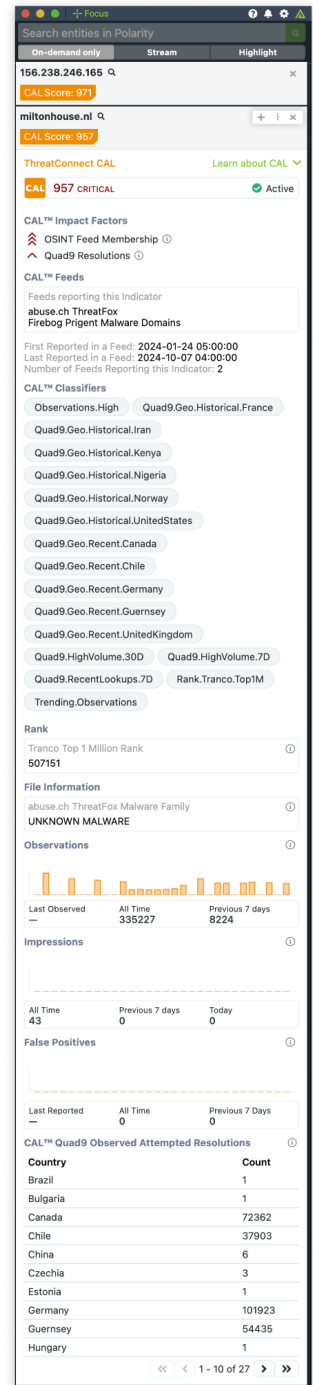 Focus
Search entities in Polarity
On-demand only Stream Highlight
156.238.246.165
CAL Score: 971
miltonhouse.nl
CAL Score: 957
ThreatConnect CAL Learn about CAL
CAL 957 CRITICAL Active
CAL™ Impact Factors
OSINT Feed Membership
Quad9 Resolutions
CAL™ Feeds
Feeds reporting this Indicator
abuse.ch ThreatFox
Firebog Prigent Malware Domains
First Reported in a Feed: 2024-01-24 05:00:00
Last Reported in a Feed: 2024-10-07 04:00:00
Number of Feeds Reporting this Indicator: 2
CAL™ Classifiers
Observations.High Quad9.Geo.Historical.France
Quad9.Geo.Historical.Iran
Quad9.Geo.Historical.Kenya
Quad9.Geo.Historical.Nigeria
Quad9.Geo.Historical.Norway
Quad9.Geo.Historical.UnitedStates
Quad9.Geo.Recent.Canada
Quad9.Geo.Recent.Chile
Quad9.Geo.Recent.Germany
Quad9.Geo.Recent.Guernsey
Quad9.Geo.Recent.UnitedKingdom
Quad9.HighVolume.30D Quad9.HighVolume.7D
Quad9.RecentLookups.7D Rank.Tranco.Top1M
Trending.Observations
Rank
Tranco Top 1 Million Rank
507151
File Information
abuse.ch ThreatFox Malware Family
UNKNOWN MALWARE
Observations
Last Observed All Time Previous 7 days
— 335227 8224
Impressions
All Time Previous 7 days Today
43 0 0
False Positives
Last Reported All Time Previous 7 Days
— 0 0
CAL™ Quad9 Observed Attempted Resolutions
Country Count
Brazil 1
Bulgaria 1
Canada 72362
Chile 37903
China 6
Czechia 3
Estonia 1
Germany 101923
Guernsey 54435
Hungary 1
1 - 10 of 27